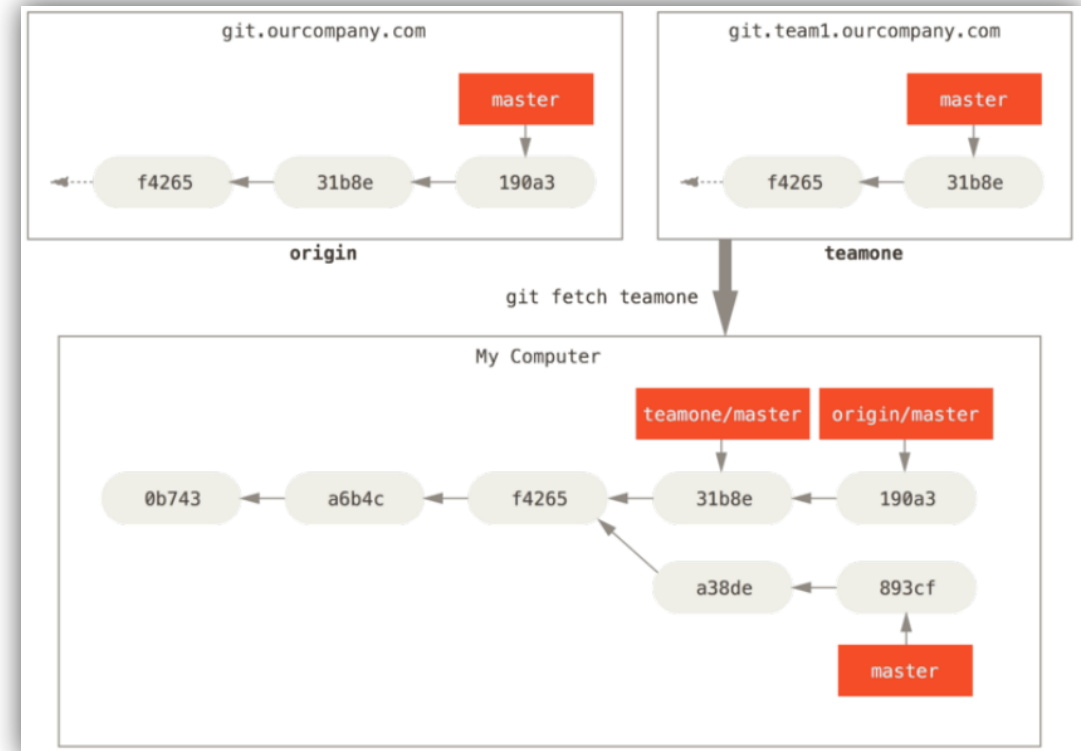 git.ourcompany.com
master
f4265 31b8e 190a3
origin
git.team1.ourcompany.com
master
f4265 31b8e
teamone
git fetch teamone
My Computer
teamone/master origin/master
0b743 a6b4c f4265 31b8e 190a3
a38de 893cf
master